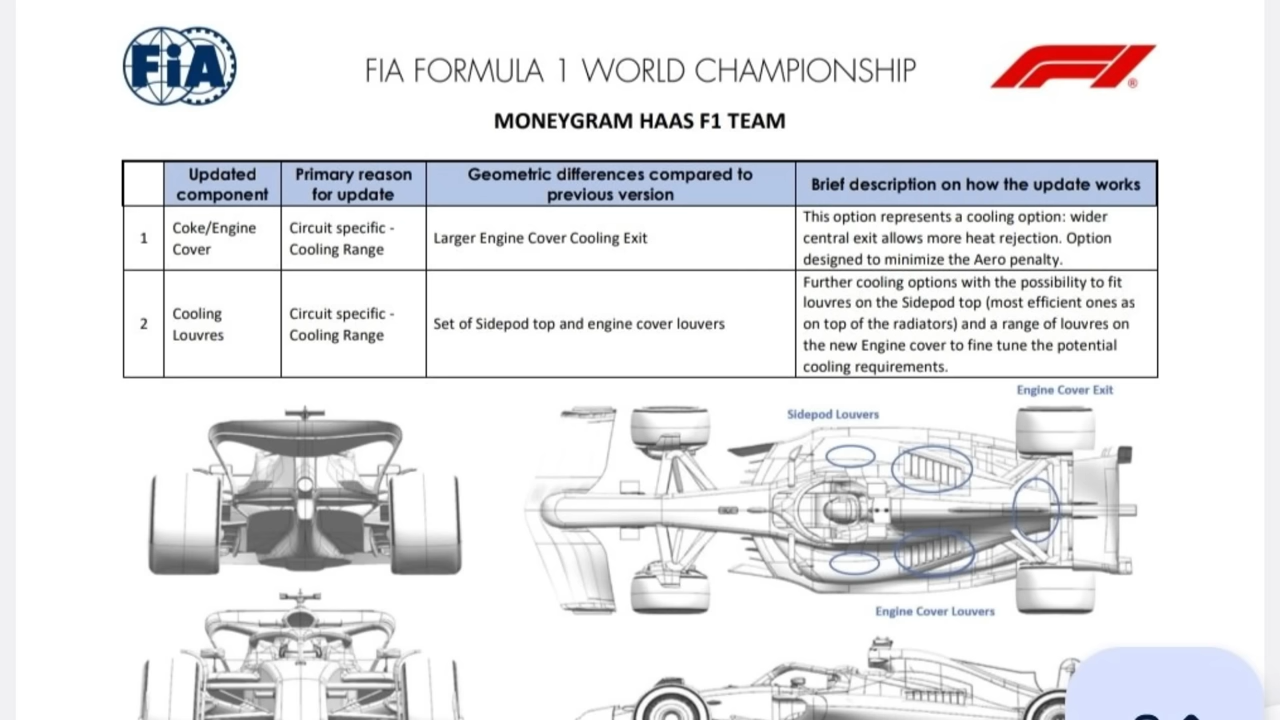 FiA
FIA FORMULA 1 WORLD CHAMPIONSHIP
F1®
MONEYGRAM HAAS F1 TEAM
Updated component
Primary reason for update
Geometric differences compared to previous version
Brief description on how the update works
1
Coke/Engine
Cover
Circuit specific -
Cooling Range
Larger Engine Cover Cooling Exit
This option represents a cooling option: wider
central exit allows more heat rejection. Option
designed to minimize the Aero penalty.
2
Cooling
Louvres
Circuit specific -
Cooling Range
Set of Sidepod top and engine cover louvers
Further cooling options with the possibility to fit
louvres on the Sidepod top (most efficient ones as
on top of the radiators) and a range of louvres on
the new Engine cover to fine tune the potential
cooling requirements.
Engine Cover Exit
Sidepod Louvers
Engine Cover Louvers